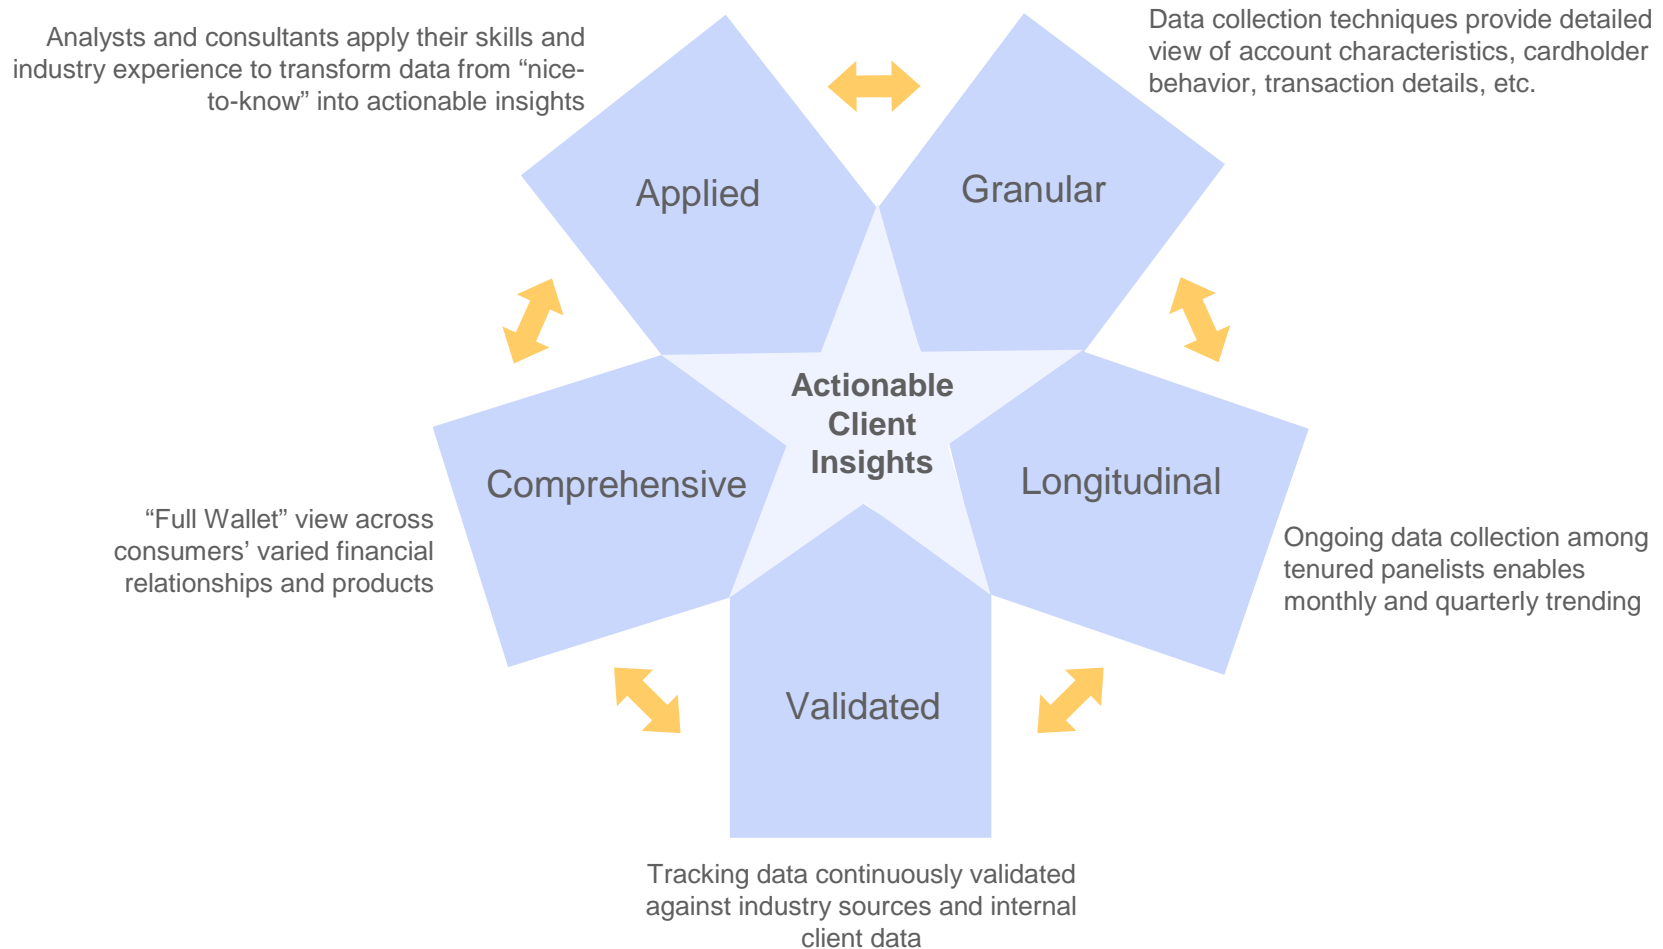 Analysts and consultants apply their skills and
industry experience to transform data from “nice-
to-know” into actionable insights
Data collection techniques provide detailed
view of account characteristics, cardholder
behavior, transaction details, etc.
Applied
Granular
Actionable
Client
Insights
Comprehensive
Longitudinal
“Full Wallet” view across
consumers’ varied financial
relationships and products
Ongoing data collection among
tenured panelists enables
monthly and quarterly trending
Validated
Tracking data continuously validated
against industry sources and internal
client data